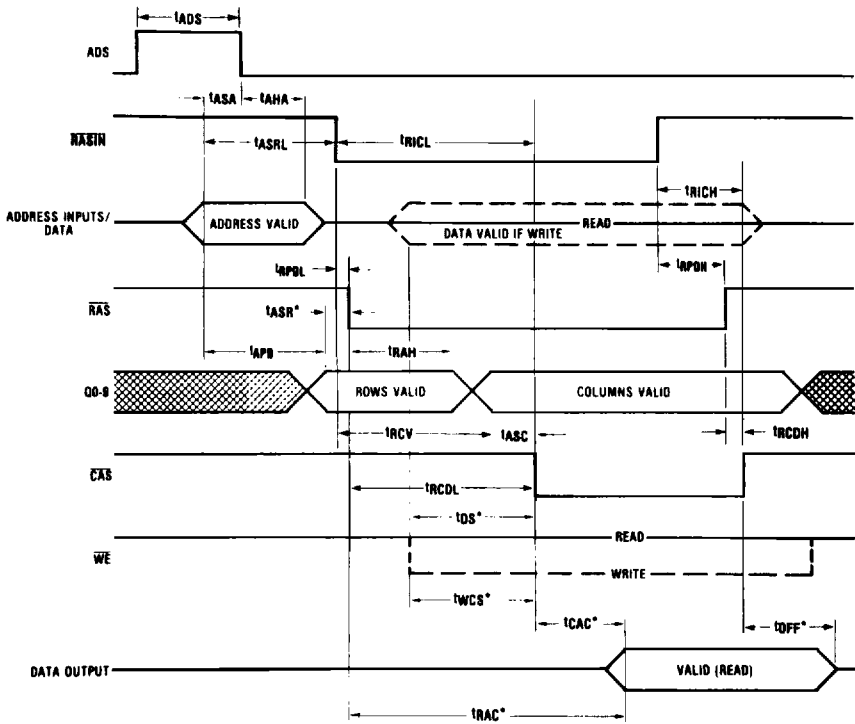 tADS
ADS
tASA
tAHA
RASIN
tASRL
tRICL
tRICH
ADDRESS INPUTS/
DATA
ADDRESS VALID
READ
DATA VALID IF WRITE
tRPDL
tRPDH
RAS
tASR*
tAPD
tRAH
Q0-8
ROWS VALID
COLUMNS VALID
tRCV
tASC
tRCDH
CAS
tRCDL
tDS*
READ
WE
WRITE
tWCS*
tCAC*
tOFF*
DATA OUTPUT
VALID (READ)
tRAC*